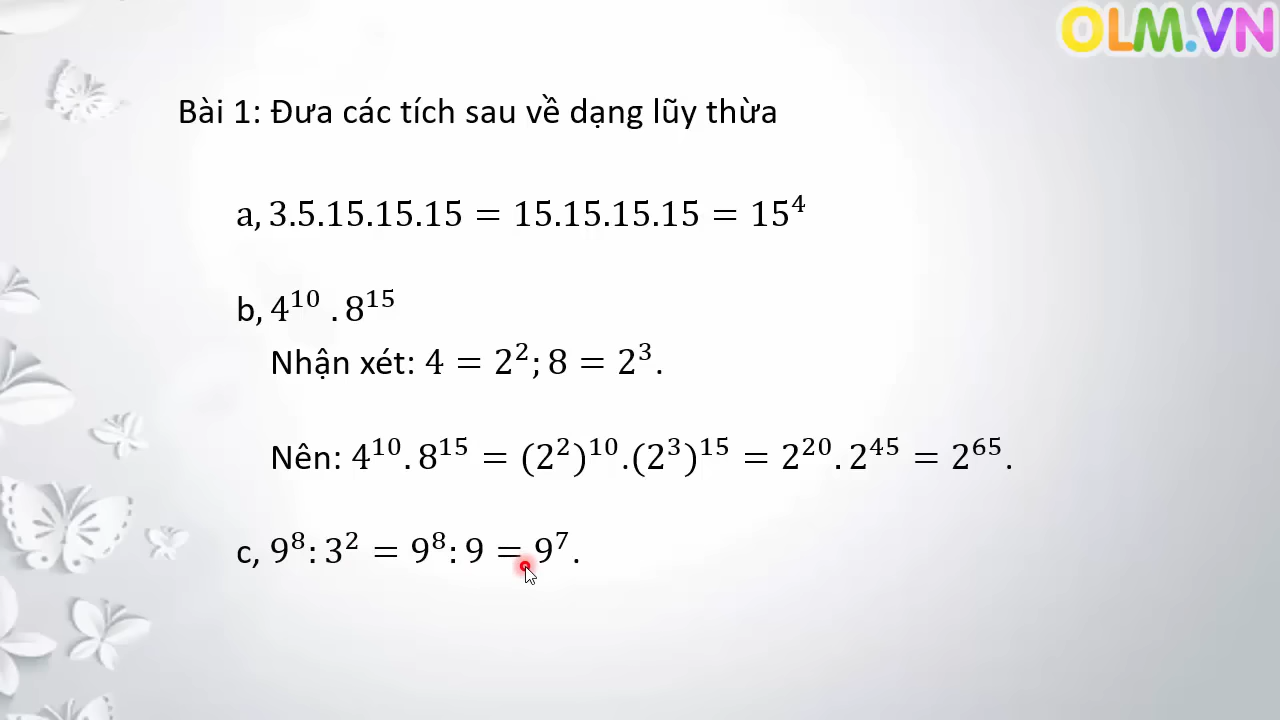 OLM.VN
Bài 1: Đưa các tích sau về dạng lũy thừa
a, 3.5.15.15.15 = 15.15.15.15 = 15⁴
b, 4¹⁰ . 8¹⁵
Nhận xét: 4 = 2²; 8 = 2³.
Nên: 4¹⁰. 8¹⁵ = (2²)¹⁰.(2³)¹⁵ = 2²⁰. 2⁴⁵ = 2⁶⁵.
c, 9⁸: 3² = 9⁸: 9 = 9⁷.